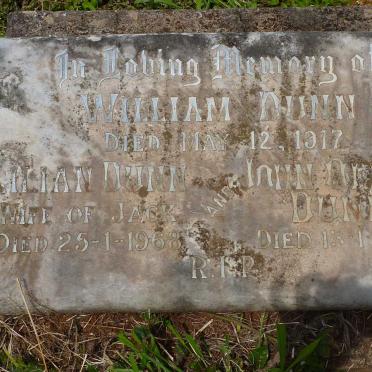 In Loving Memory of
WILLIAM DUNN
DIED MAY 12, 1917.
LILIAN DUNN
WIFE OF JACK
DIED 25-1-1968
AND
JOHN
DUNN
DIED
R.I.P.